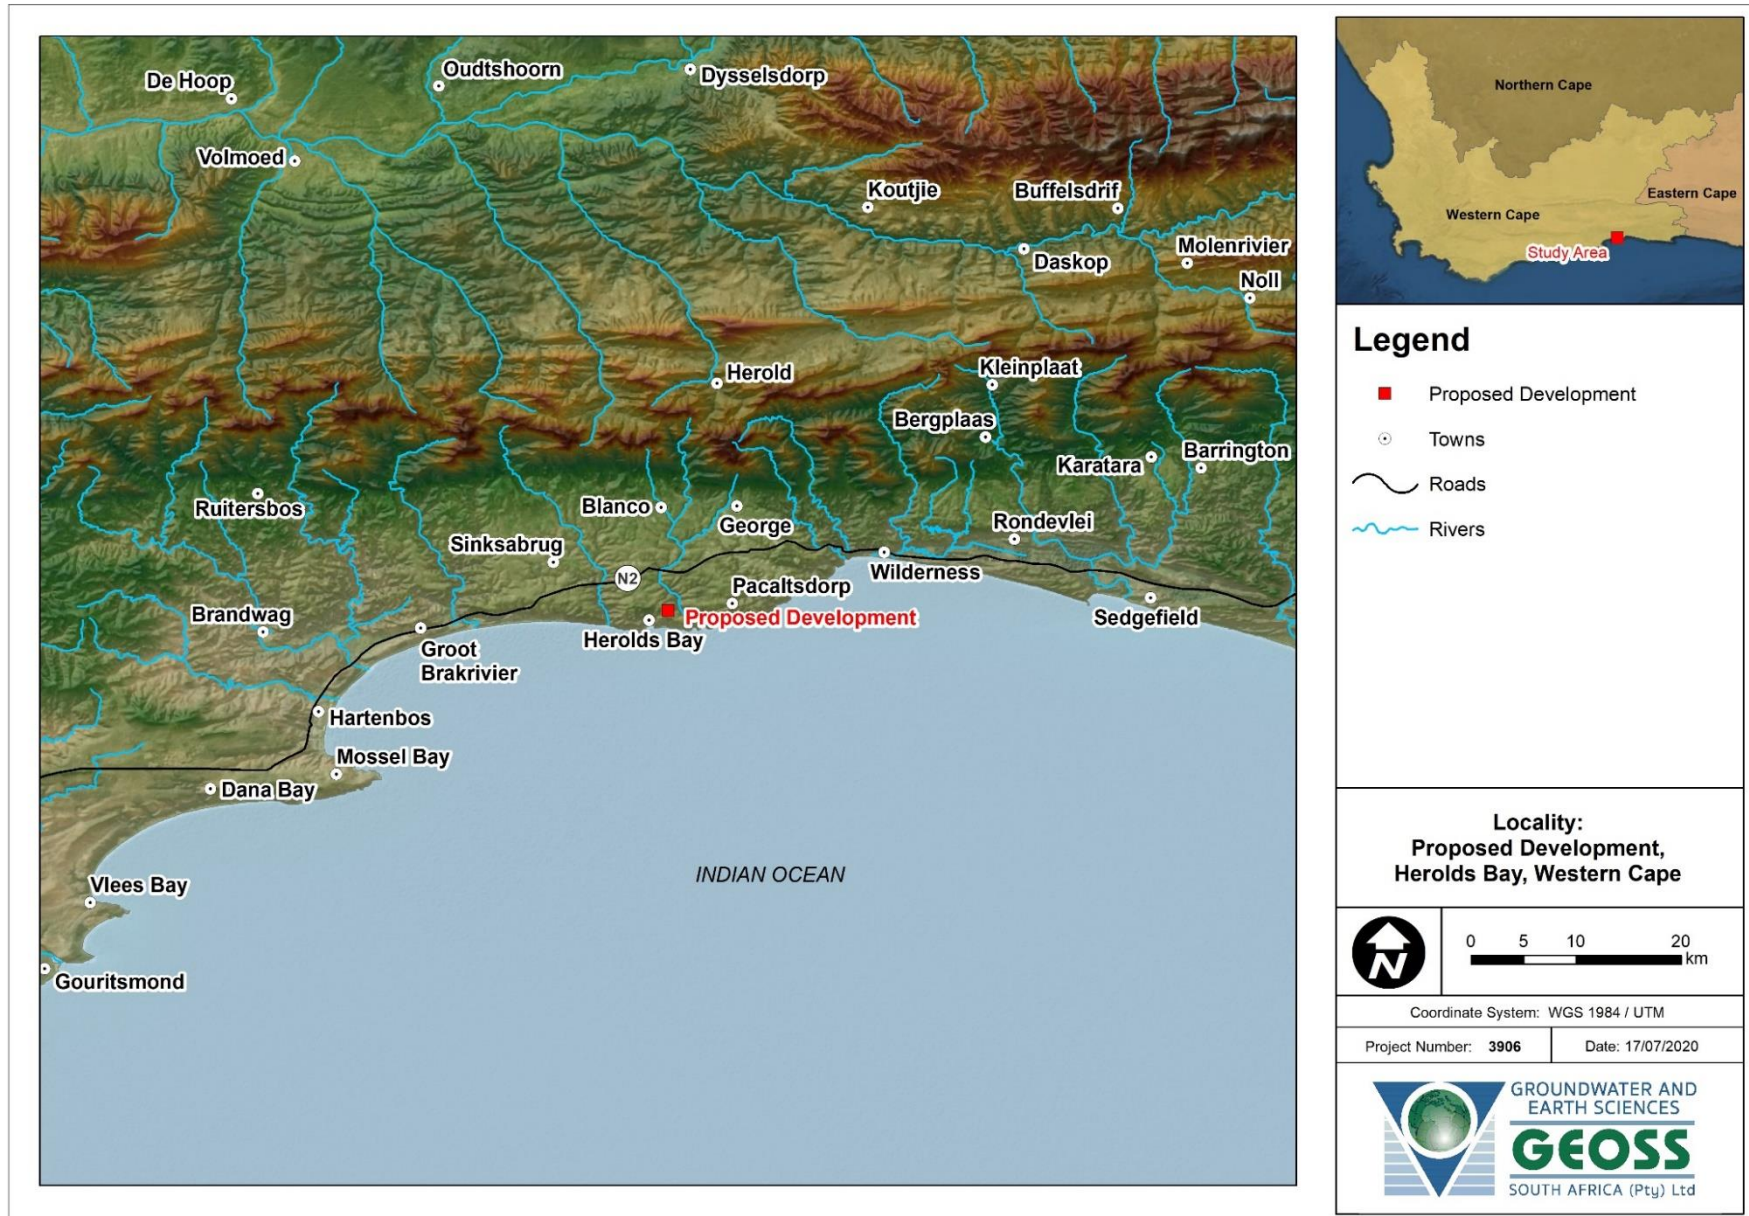 De Hoop
Oudtshoorn
Dysselsdorp
Volmoed
Koutjie
Buffelsdrif
Daskop
Molenrivier
Noll
Herold
Kleinplaat
Bergplaas
Karatara
Barrington
Ruitersbos
Blanco
George
Rondevlei
Sinksabrug
N2
Wilderness
Pacaltsdorp
Brandwag
Proposed Development
Sedgefield
Herolds Bay
Groot
Brakrivier
Hartenbos
Mossel Bay
Dana Bay
INDIAN OCEAN
Vlees Bay
Gouritsmond
Northern Cape
Eastern Cape
Western Cape
Study Area
Legend
Proposed Development
Towns
Roads
Rivers
Locality:
Proposed Development,
Herolds Bay, Western Cape
N
0 5 10 20
km
Coordinate System: WGS 1984 / UTM
Project Number: 3906
Date: 17/07/2020
GROUNDWATER AND
EARTH SCIENCES
GEOSS
SOUTH AFRICA (Pty) Ltd